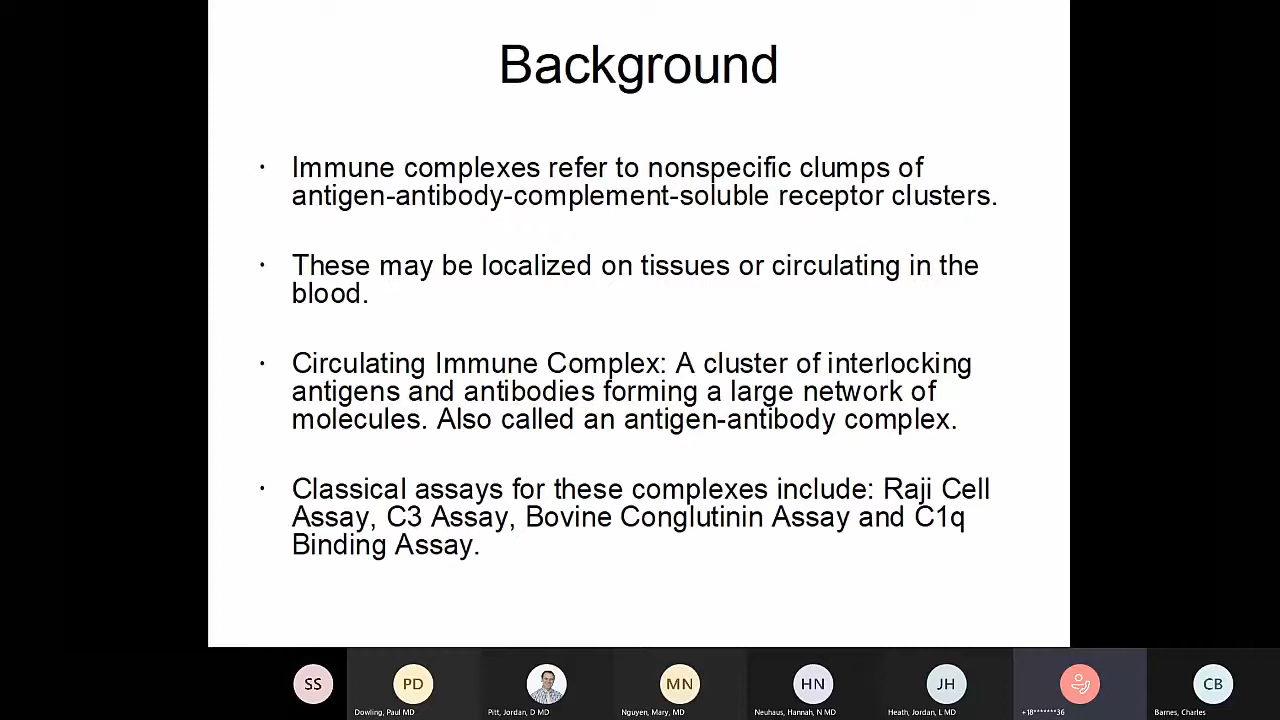 Background
· Immune complexes refer to nonspecific clumps of
antigen-antibody-complement-soluble receptor clusters.
· These may be localized on tissues or circulating in the
blood.
· Circulating Immune Complex: A cluster of interlocking
antigens and antibodies forming a large network of
molecules. Also called an antigen-antibody complex.
· Classical assays for these complexes include: Raji Cell
Assay, C3 Assay, Bovine Conglutinin Assay and C1q
Binding Assay.
SS
PD
MN
HN
JH
CB
Dowling, Paul MD
Pitt, Jordan, D MD
Nguyen, Mary, MD
Neuhaus, Hannah, N MD
Heath, Jordan, L MD
+18*******36
Barnes, Charles